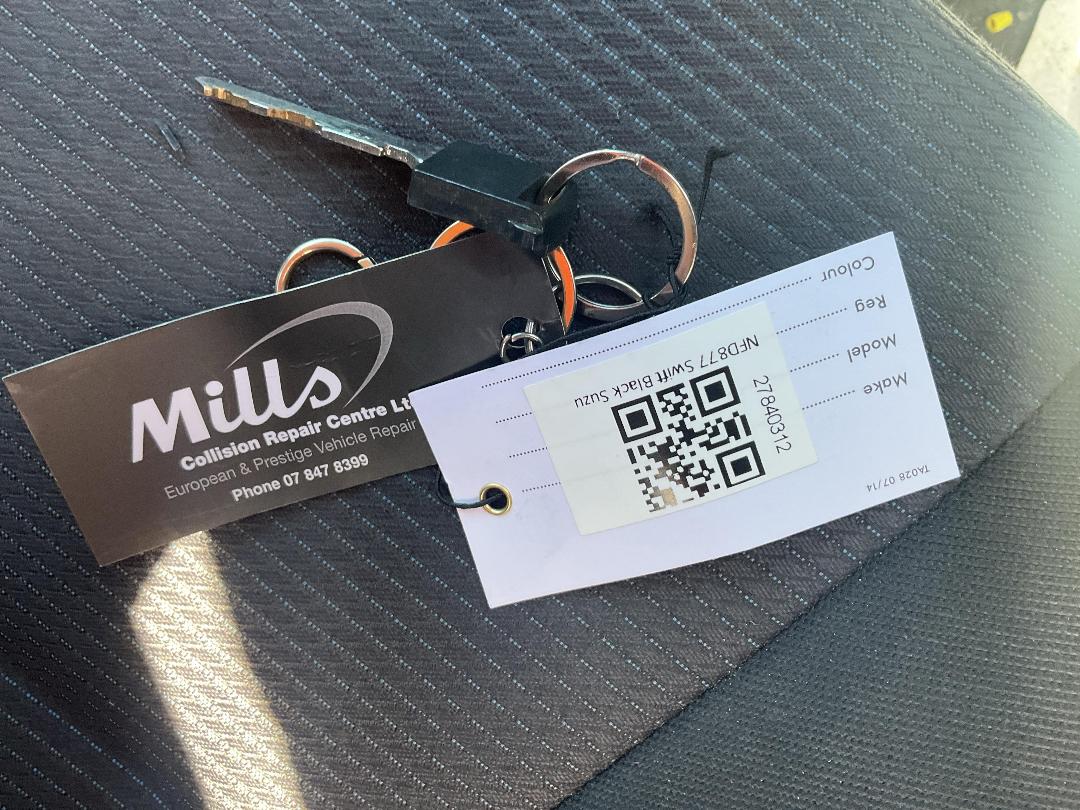 Mills
Collision Repair Centre Lt
European & Prestige Vehicle Repair
Phone 07 847 8399
Make
Model
Reg
Colour
NFD877 Swift Black Suzu
27840312
TA028 07/14